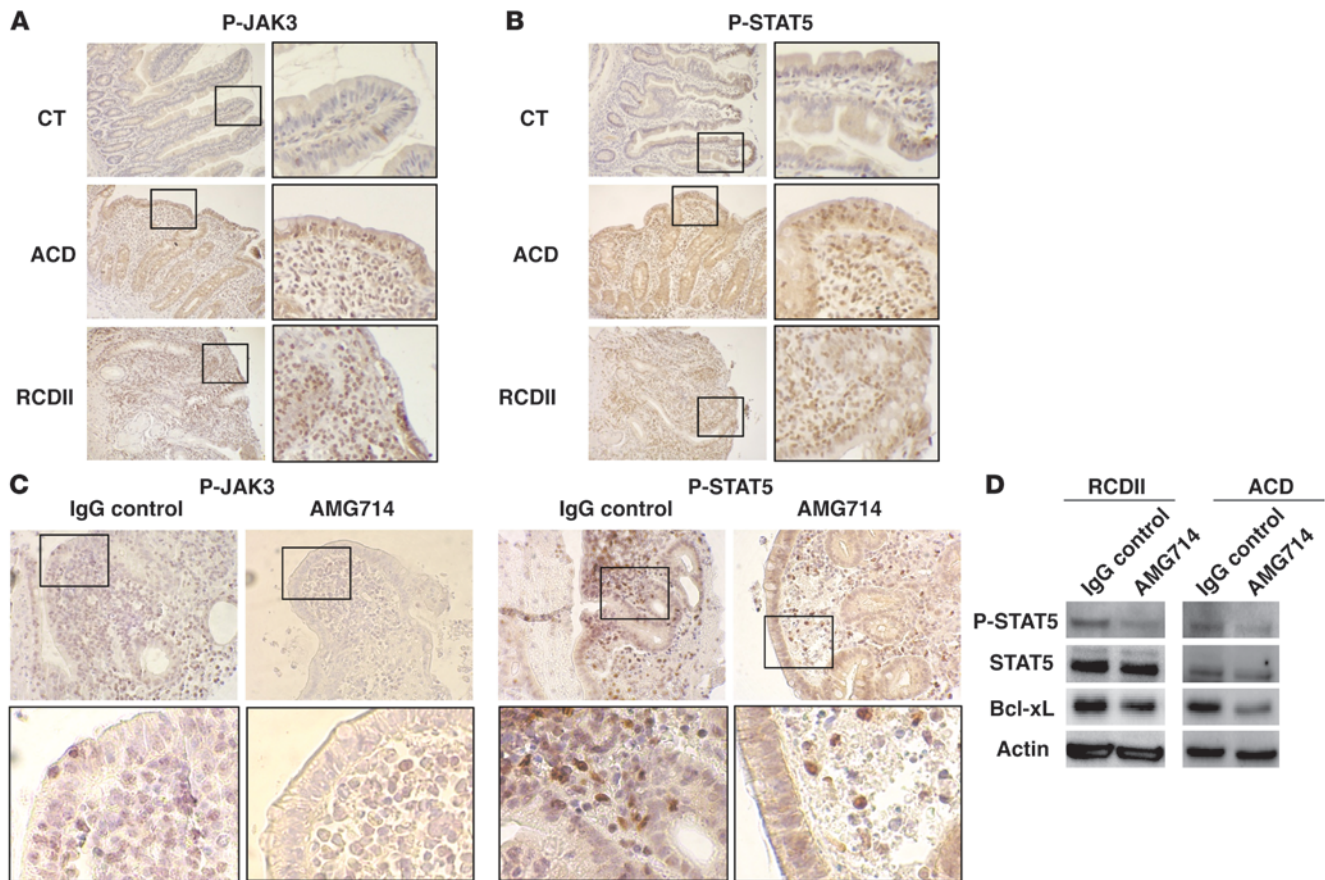 A
P-JAK3
CT
ACD
RCDII
B
P-STAT5
CT
ACD
RCDII
C
P-JAK3
IgG control
AMG714
P-STAT5
IgG control
AMG714
D
RCDII
ACD
IgG control
AMG714
IgG control
AMG714
P-STAT5
STAT5
Bcl-xL
Actin